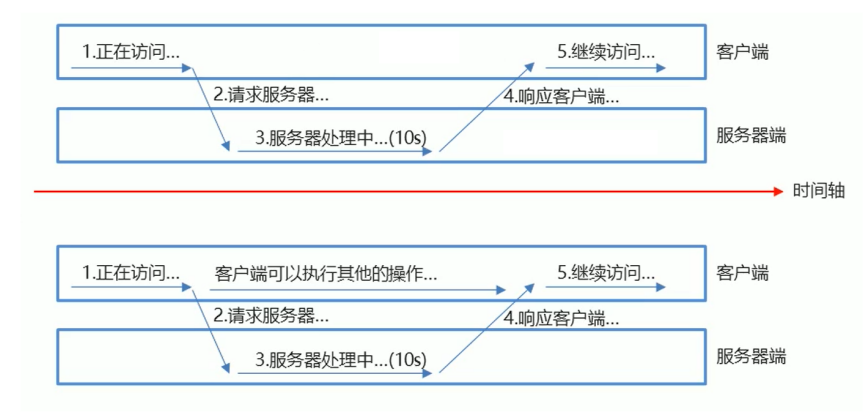 1.正在访问... 5.继续访问... 客户端
2.请求服务器... 4.响应客户端...
3.服务器处理中...(10s) 服务器端
时间轴
1.正在访问... 客户端可以执行其他的操作... 5.继续访问... 客户端
2.请求服务器... 4.响应客户端...
3.服务器处理中...(10s) 服务器端